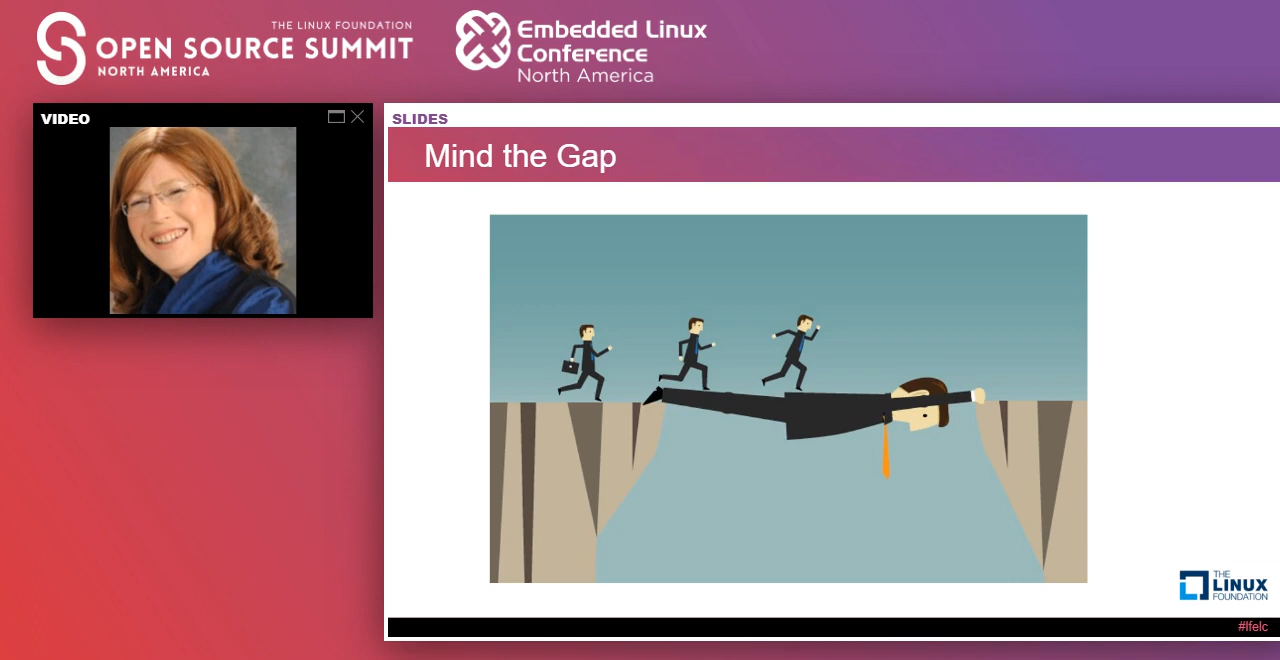 THE LINUX FOUNDATION
OPEN SOURCE SUMMIT
NORTH AMERICA
Embedded Linux
Conference
North America
VIDEO
SLIDES
Mind the Gap
THE
LINUX
FOUNDATION
#lfelc